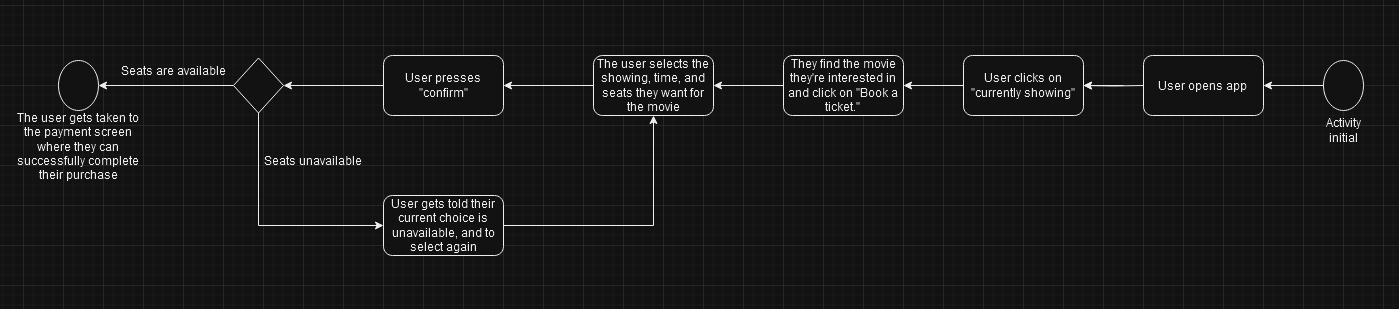 Seats are available
User presses
"confirm"
The user selects the
showing, time, and
seats they want for
the movie
They find the movie
they're interested in
and click on "Book a
ticket."
User clicks on
"currently showing"
User opens app
Activity
initial
The user gets taken to
the payment screen
where they can
successfully complete
their purchase
Seats unavailable
User gets told their
current choice is
unavailable, and to
select again